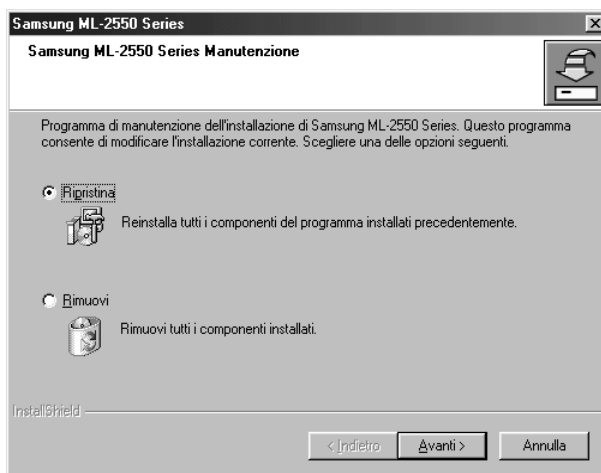 Samsung ML-2550 Series
Samsung ML-2550 Series Manutenzione
Programma di manutenzione dell'installazione di Samsung ML-2550 Series. Questo programma
consente di modificare l'installazione corrente. Scegliere una delle opzioni seguenti.
Ripristina
Reinstalla tutti i componenti del programma installati precedentemente.
Rimuovi
Rimuovi tutti i componenti installati.
InstallShield
< Indietro Avanti > Annulla